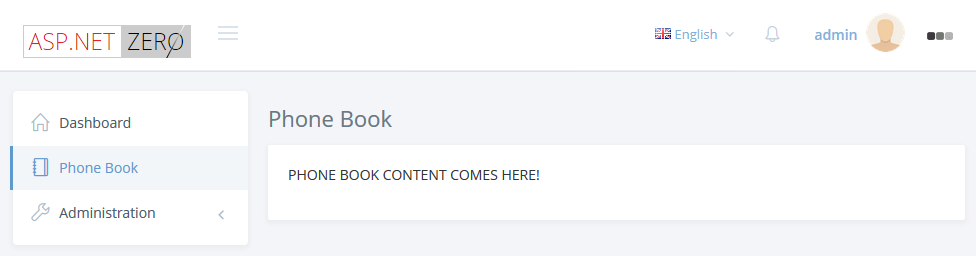 ASP.NET ZERO
English
admin
Dashboard
Phone Book
Administration
Phone Book
PHONE BOOK CONTENT COMES HERE!